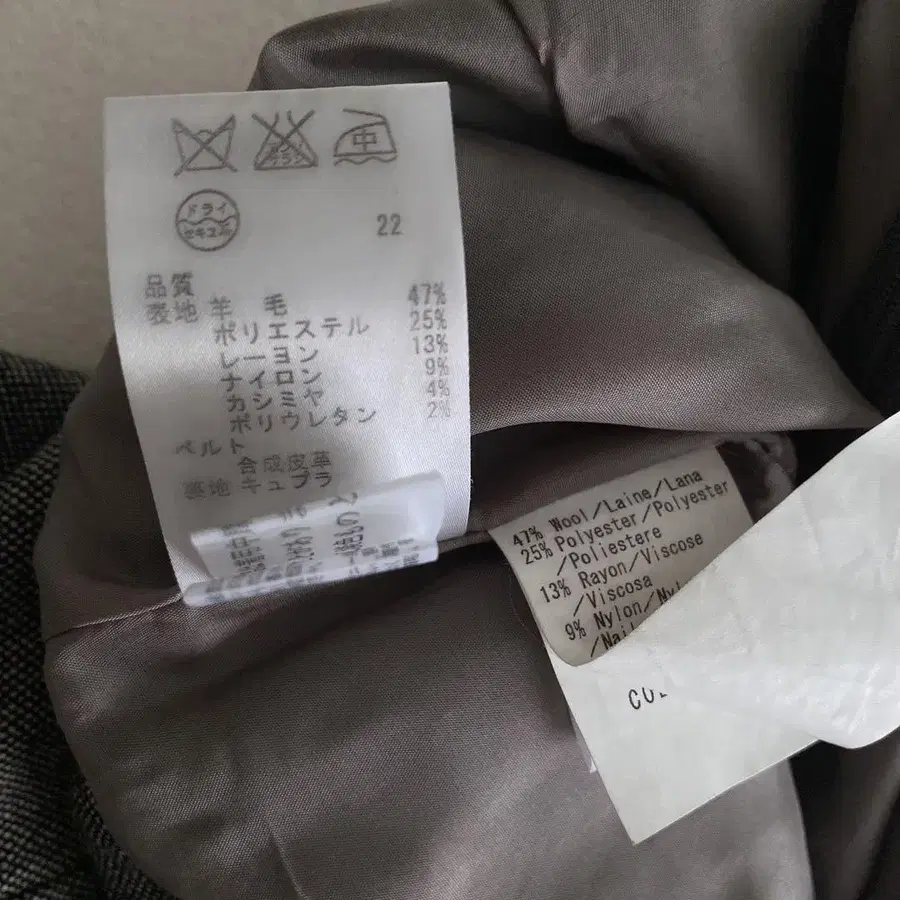 中
ドライ
セキユ系
22
品質
表地 羊 毛 47%
ポリエステル 25%
レーヨン 13%
ナイロン 9%
カシミヤ 4%
ポリウレタン 2%
ベルト
合成皮革
裏地 キュプラ
47% Wool/Laine/Lana
25% Polyester/Polyester
/Poliestere
13% Rayon/Viscose
/Viscosa
9% Nylon/Ny
/Nail